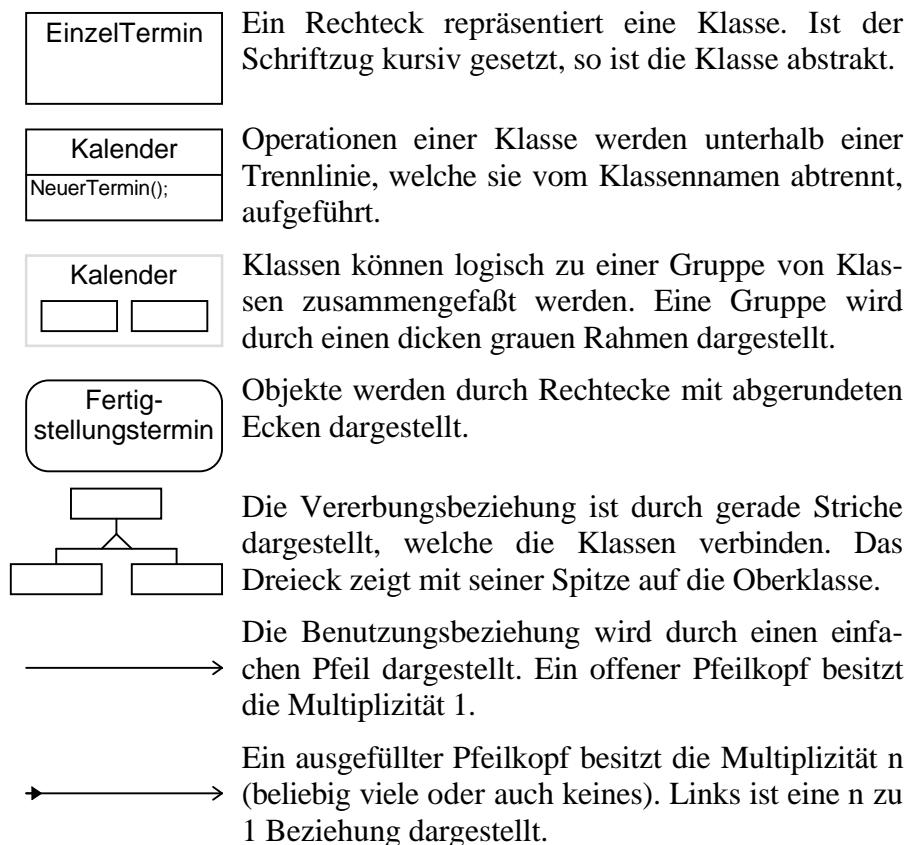 EinzelTermin
Ein Rechteck repräsentiert eine Klasse. Ist der
Schriftzug kursiv gesetzt, so ist die Klasse abstrakt.
Kalender
NeuerTermin();
Operationen einer Klasse werden unterhalb einer
Trennlinie, welche sie vom Klassennamen abtrennt,
aufgeführt.
Kalender
Klassen können logisch zu einer Gruppe von Klas-
sen zusammengefaßt werden. Eine Gruppe wird
durch einen dicken grauen Rahmen dargestellt.
Fertig-
stellungstermin
Objekte werden durch Rechtecke mit abgerundeten
Ecken dargestellt.
Die Vererbungsbeziehung ist durch gerade Striche
dargestellt, welche die Klassen verbinden. Das
Dreieck zeigt mit seiner Spitze auf die Oberklasse.
Die Benutzungsbeziehung wird durch einen einfa-
chen Pfeil dargestellt. Ein offener Pfeilkopf besitzt
die Multiplizität 1.
Ein ausgefüllter Pfeilkopf besitzt die Multiplizität n
(beliebig viele oder auch keines). Links ist eine n zu
1 Beziehung dargestellt.